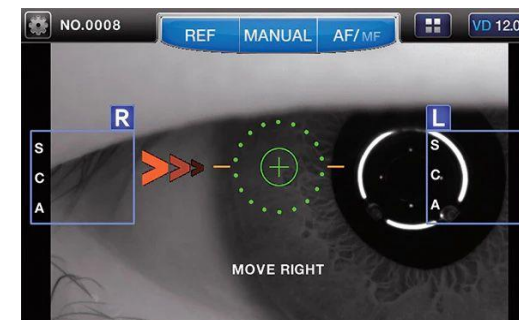 NO.0008
REF MANUAL AF/MF
VD 12.0
R
L
S
C
A
S
C
A
MOVE RIGHT